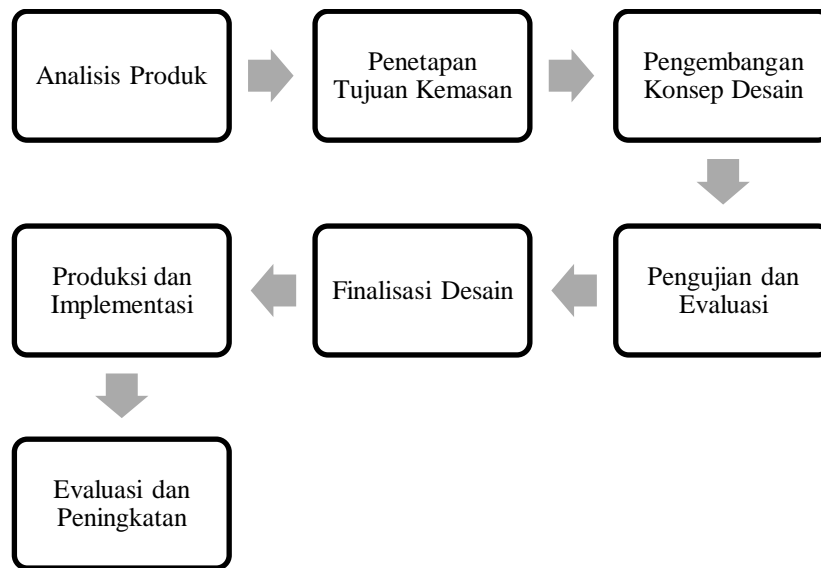 Analisis Produk
Penetapan
Tujuan Kemasan
Pengembangan
Konsep Desain
Pengujian dan
Evaluasi
Finalisasi Desain
Produksi dan
Implementasi
Evaluasi dan
Peningkatan